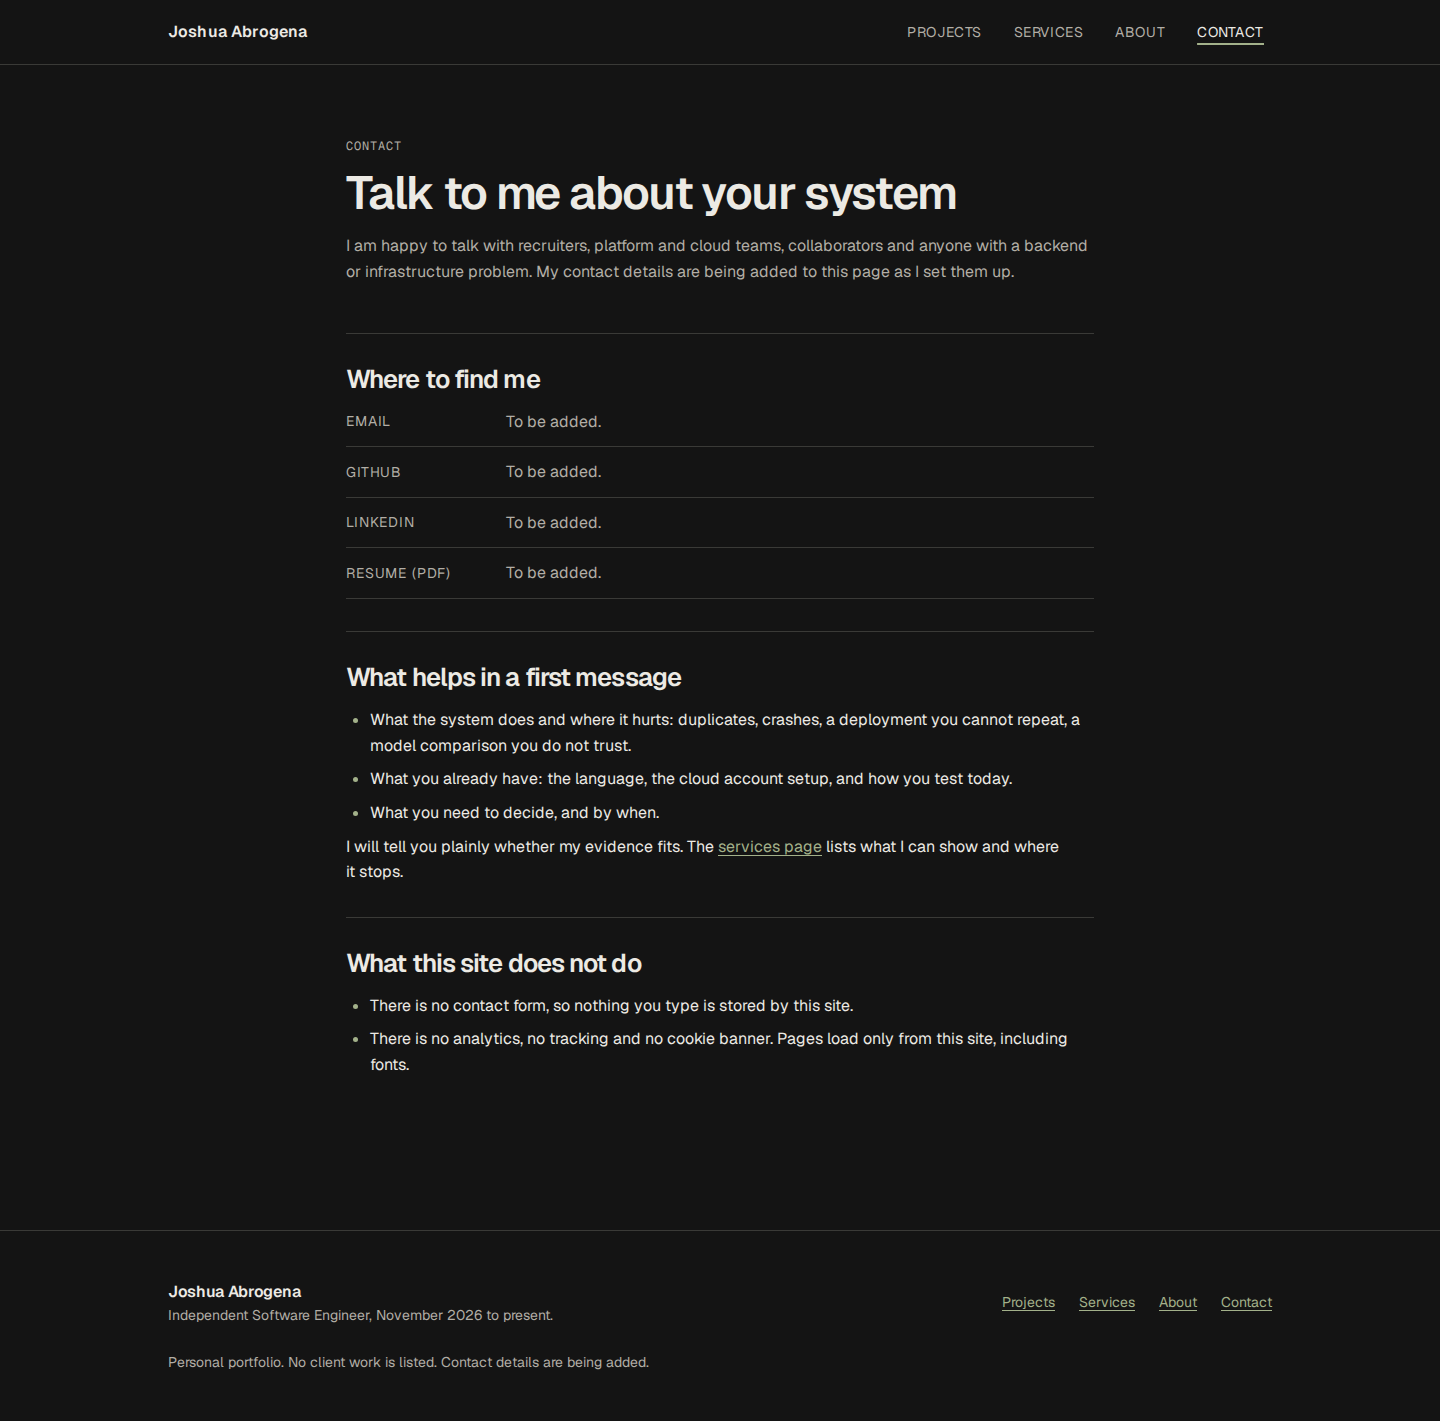 Joshua Abrogena
PROJECTS SERVICES ABOUT CONTACT
CONTACT
Talk to me about your system
I am happy to talk with recruiters, platform and cloud teams, collaborators and anyone with a backend
or infrastructure problem. My contact details are being added to this page as I set them up.
Where to find me
EMAIL To be added.
GITHUB To be added.
LINKEDIN To be added.
RESUME (PDF) To be added.
What helps in a first message
• What the system does and where it hurts: duplicates, crashes, a deployment you cannot repeat, a
model comparison you do not trust.
• What you already have: the language, the cloud account setup, and how you test today.
• What you need to decide, and by when.
I will tell you plainly whether my evidence fits. The services page lists what I can show and where
it stops.
What this site does not do
• There is no contact form, so nothing you type is stored by this site.
• There is no analytics, no tracking and no cookie banner. Pages load only from this site, including
fonts.
Joshua Abrogena
Independent Software Engineer, November 2026 to present.
Projects Services About Contact
Personal portfolio. No client work is listed. Contact details are being added.